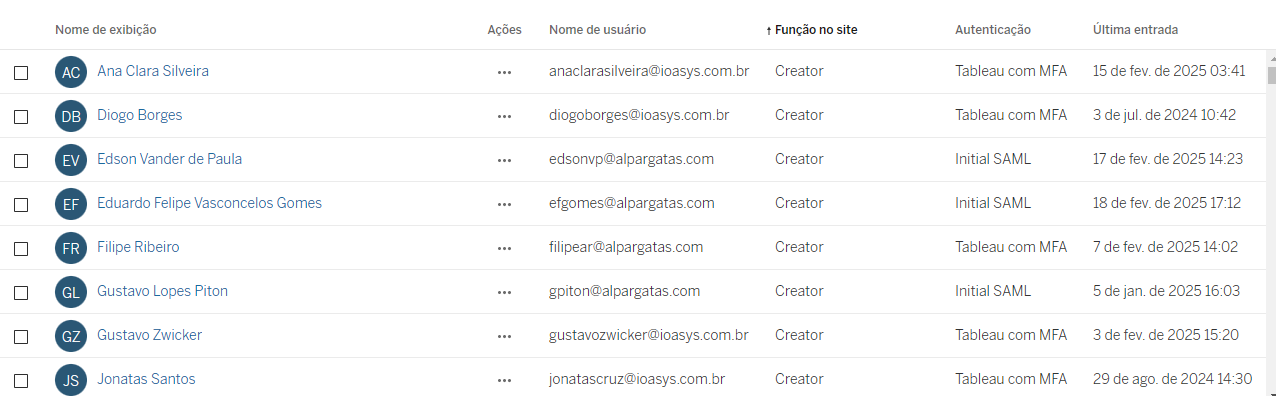 Nome de exibição Ações Nome de usuário ↑ Função no site Autenticação Última entrada
AC Ana Clara Silveira ••• anaclarasilveira@ioasys.com.br Creator Tableau com MFA 15 de fev. de 2025 03:41
DB Diogo Borges ••• diogoborges@ioasys.com.br Creator Tableau com MFA 3 de jul. de 2024 10:42
EV Edson Vander de Paula ••• edsonvp@alpargatas.com Creator Initial SAML 17 de fev. de 2025 14:23
EF Eduardo Felipe Vasconcelos Gomes ••• efgomes@alpargatas.com Creator Initial SAML 18 de fev. de 2025 17:12
FR Filipe Ribeiro ••• filipear@alpargatas.com Creator Tableau com MFA 7 de fev. de 2025 14:02
GL Gustavo Lopes Piton ••• gpiton@alpargatas.com Creator Initial SAML 5 de jan. de 2025 16:03
GZ Gustavo Zwicker ••• gustavozwicker@ioasys.com.br Creator Tableau com MFA 3 de fev. de 2025 15:20
JS Jonatas Santos ••• jonatascruz@ioasys.com.br Creator Tableau com MFA 29 de ago. de 2024 14:30